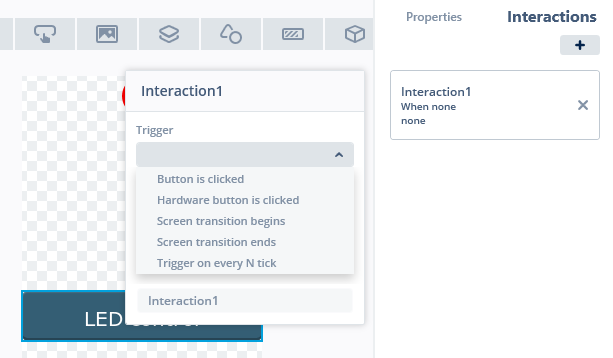 Properties
Interactions
Interaction1
Trigger
Button is clicked
Hardware button is clicked
Screen transition begins
Screen transition ends
Trigger on every N tick
Interaction1
LED
Interaction1
When none
none